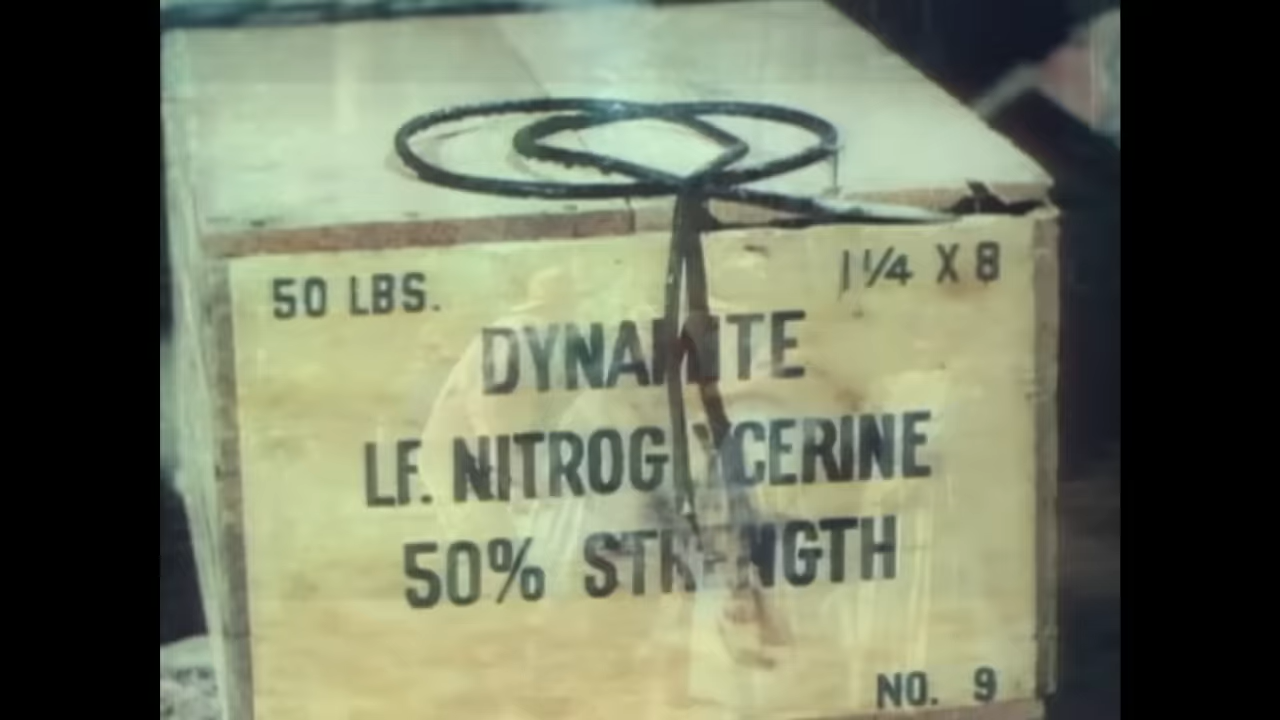 50 LBS. 1¼ X 8
DYNAMITE
LF. NITROGLYCERINE
50% STRENGTH
NO. 9